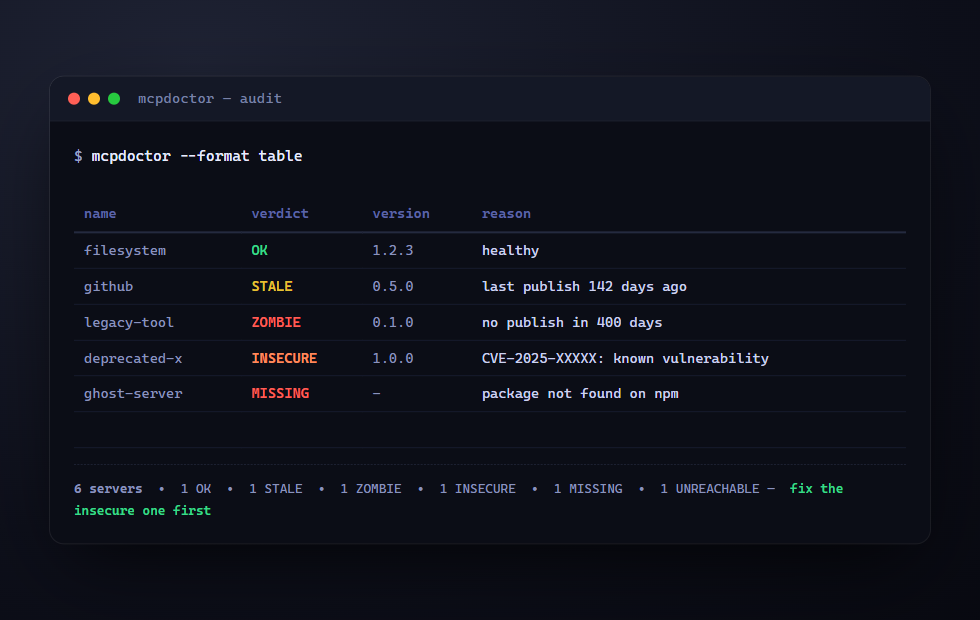 mcpdoctor — audit
$ mcpdoctor --format table
name verdict version reason
filesystem OK 1.2.3 healthy
github STALE 0.5.0 last publish 142 days ago
legacy-tool ZOMBIE 0.1.0 no publish in 400 days
deprecated-x INSECURE 1.0.0 CVE-2025-XXXXX: known vulnerability
ghost-server MISSING — package not found on npm
6 servers • 1 OK • 1 STALE • 1 ZOMBIE • 1 INSECURE • 1 MISSING • 1 UNREACHABLE — fix the
insecure one first